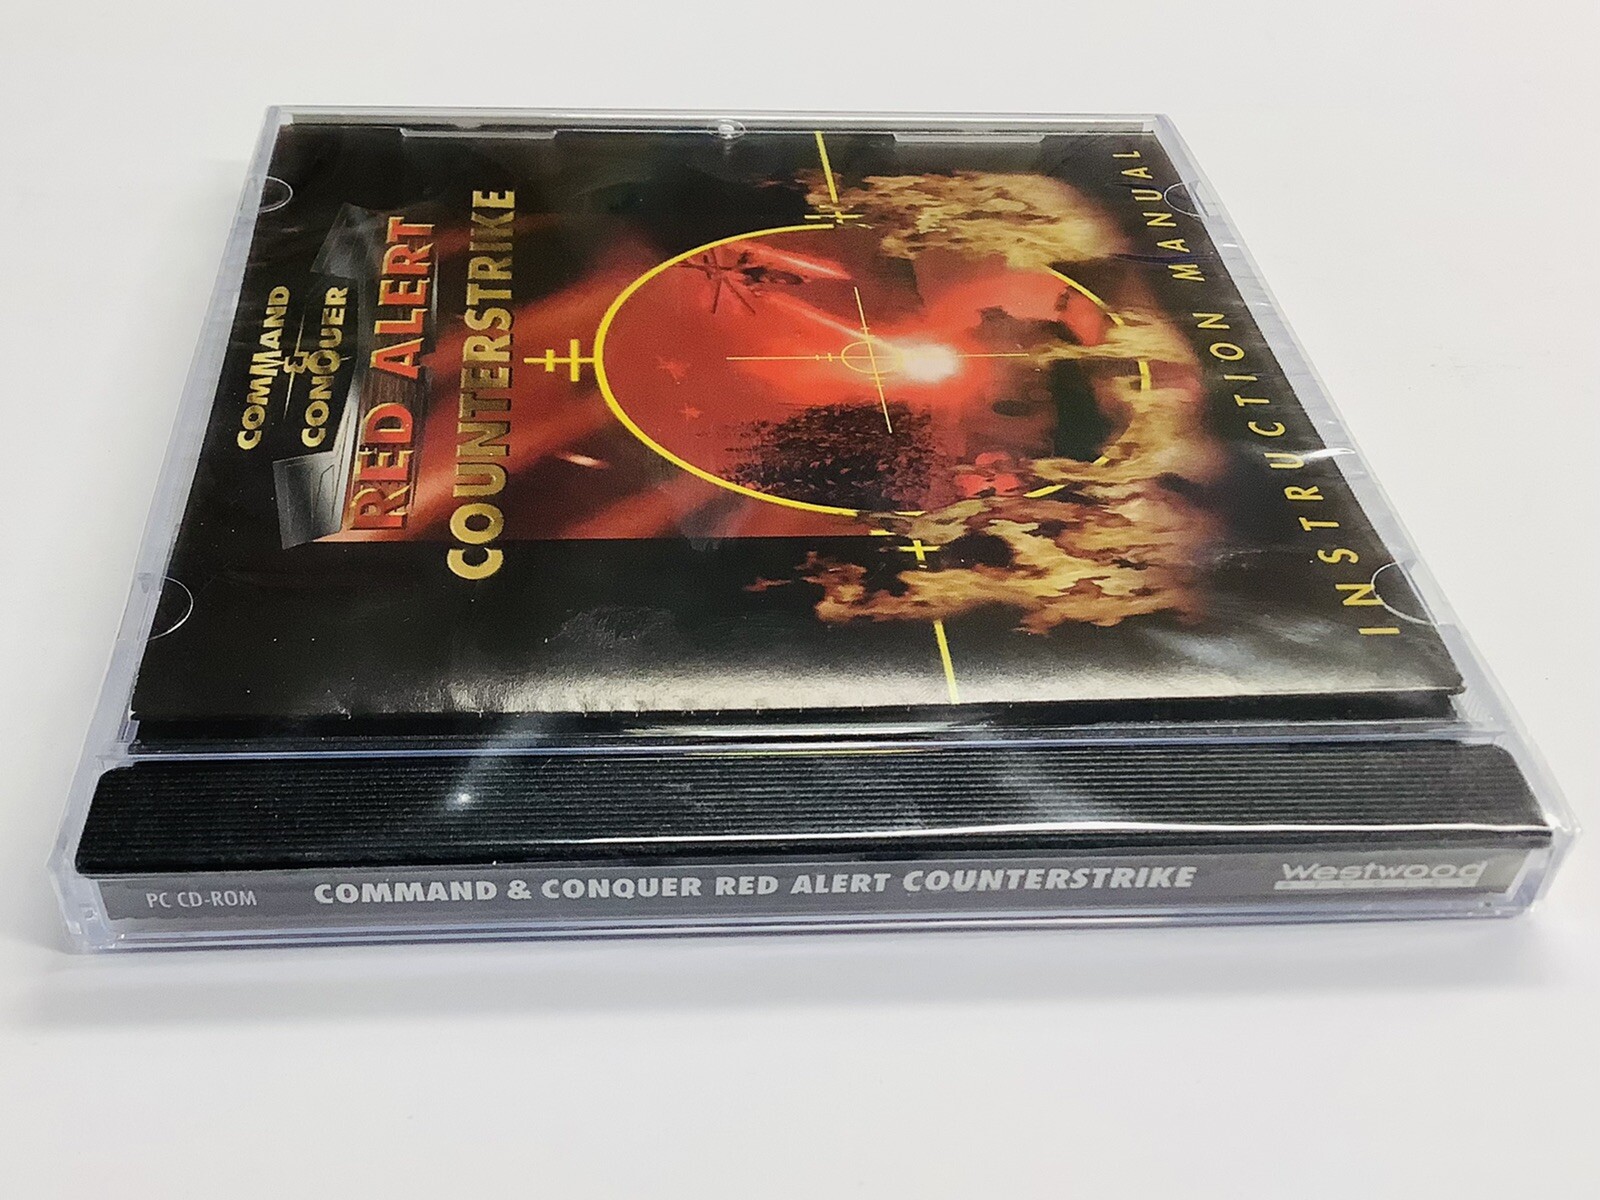 COMMAND
&
CONQUER
RED ALERT
COUNTERSTRIKE
INSTRUCTION MANUAL
PC CD-ROM COMMAND & CONQUER RED ALERT COUNTERSTRIKE Westwood